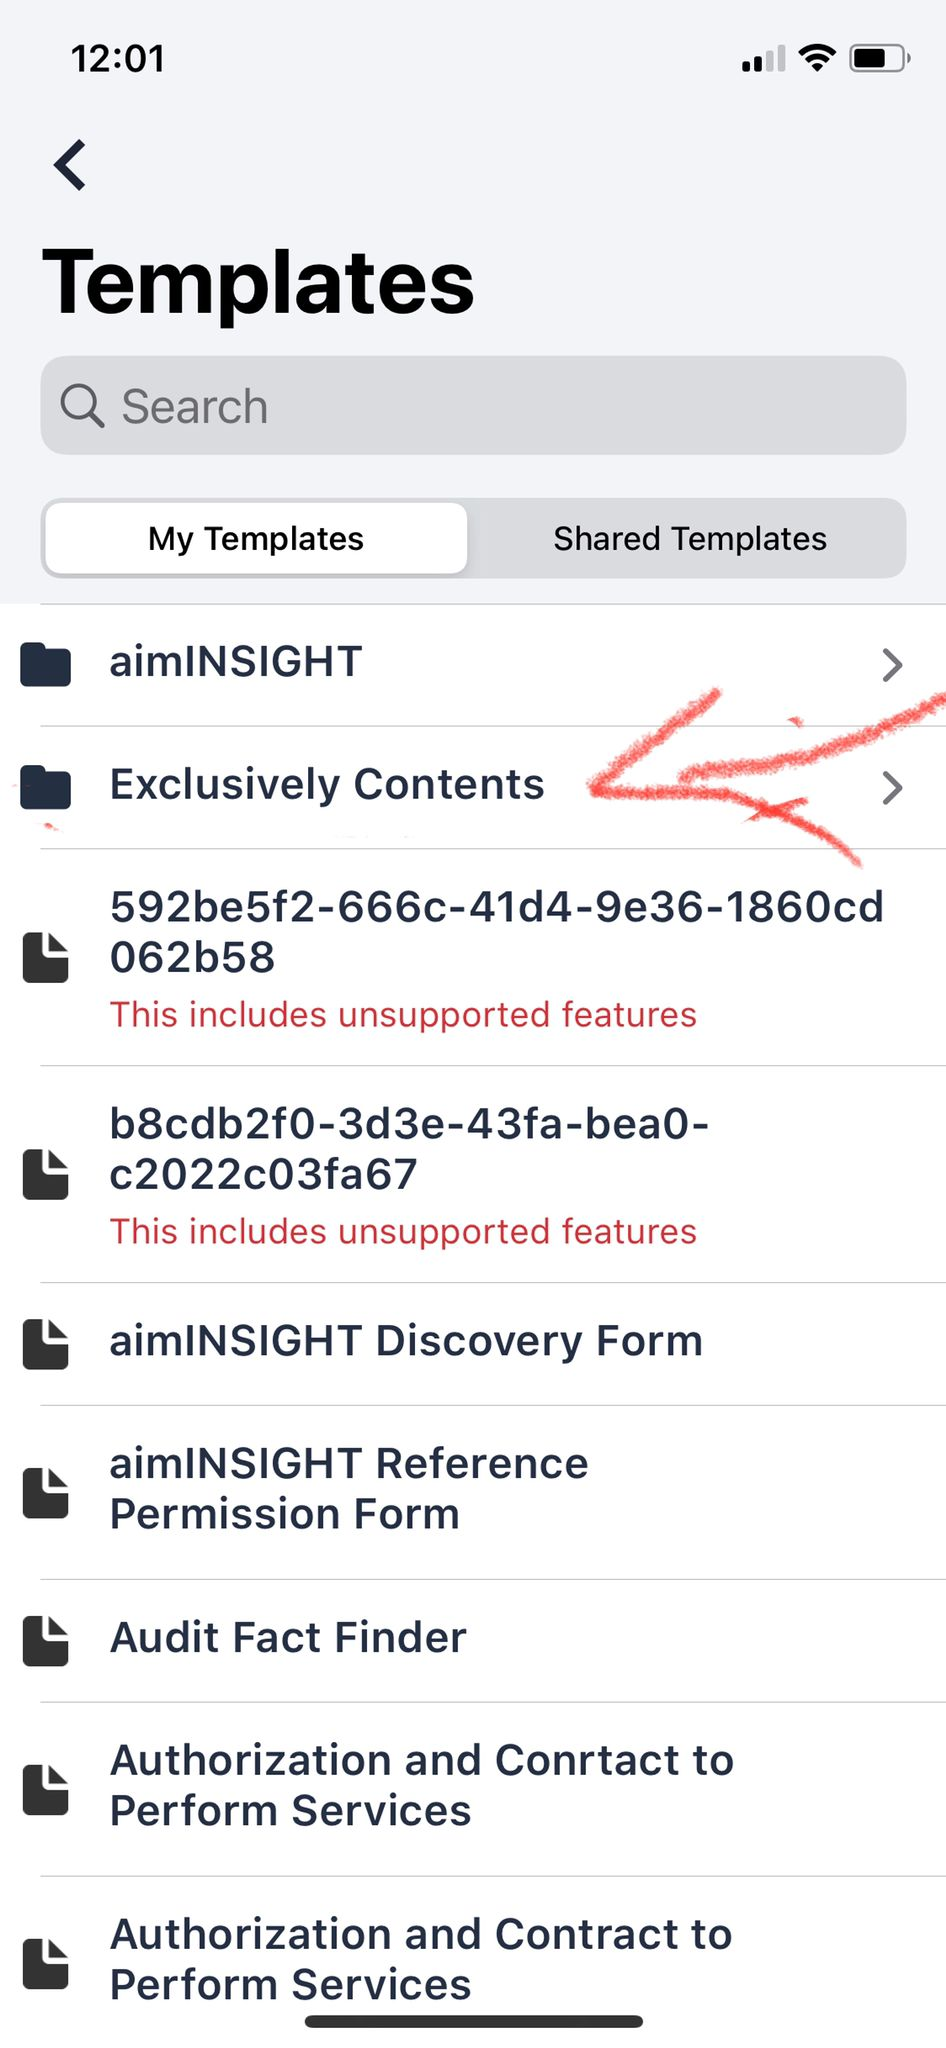 12:01
Templates
Search
My Templates
Shared Templates
aimINSIGHT
Exclusively Contents
592be5f2-666c-41d4-9e36-1860cd
062b58
This includes unsupported features
b8cdb2f0-3d3e-43fa-bea0-
c2022c03fa67
This includes unsupported features
aimINSIGHT Discovery Form
aimINSIGHT Reference
Permission Form
Audit Fact Finder
Authorization and Conrtact to
Perform Services
Authorization and Contract to
Perform Services